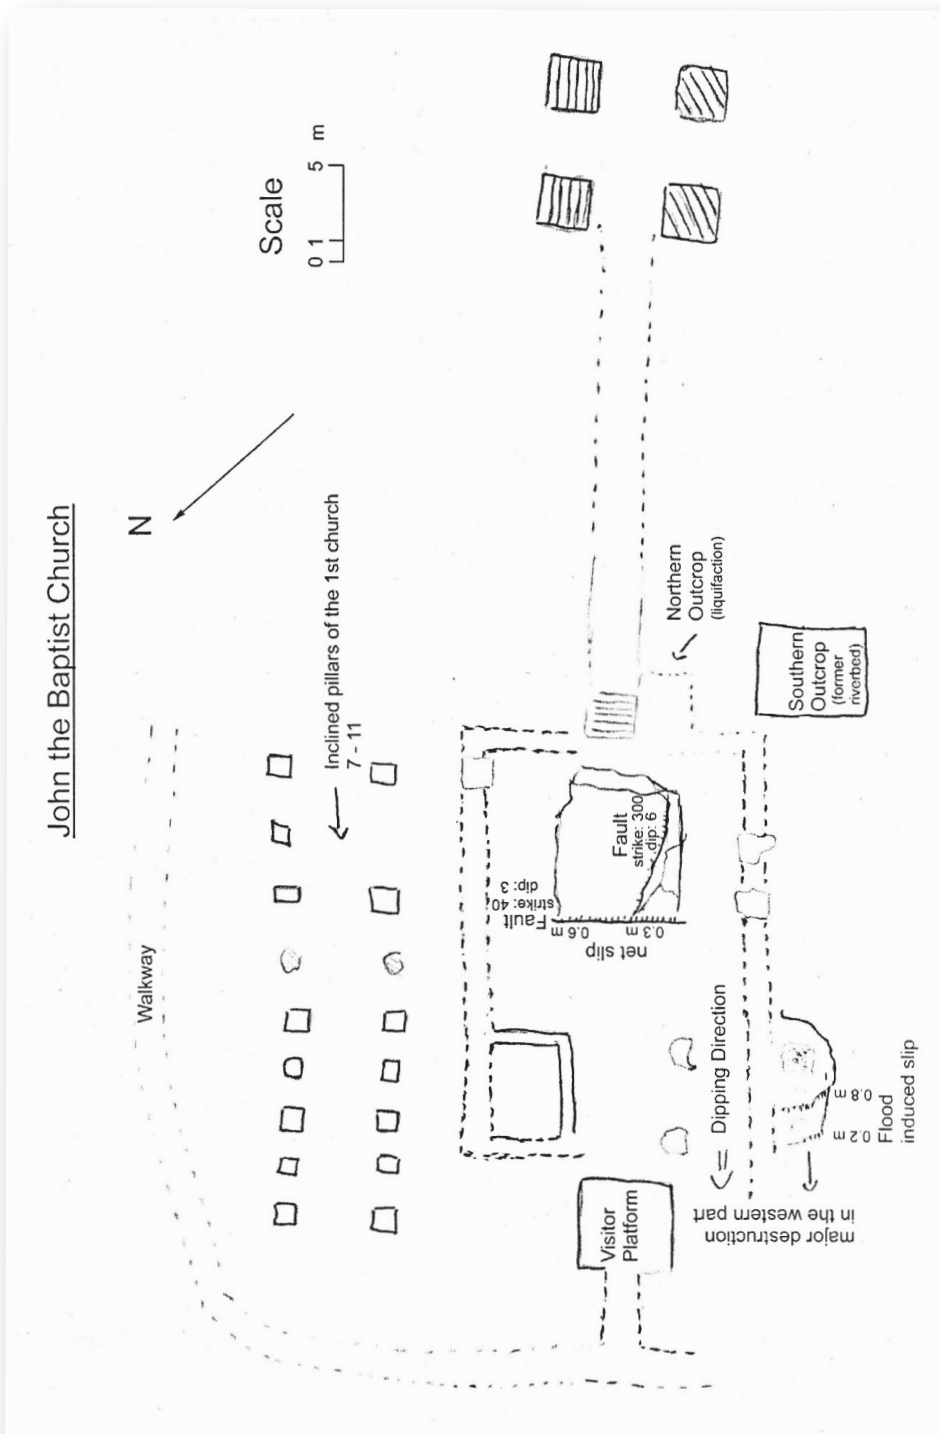 John the Baptist Church
N
Scale
0 1 5 m
Walkway
Inclined pillars of the 1st church
7 - 11
Northern
Outcrop
(liquifaction)
Southern
Outcrop
(former
riverbed)
Fault
strike: 300
dip: 6
Fault
strike: 40
dip: 3
0.6 m
0.3 m
net slip
Dipping Direction
Visitor
Platform
0.8 m
0.2 m
Flood
induced slip
major destruction
in the western part